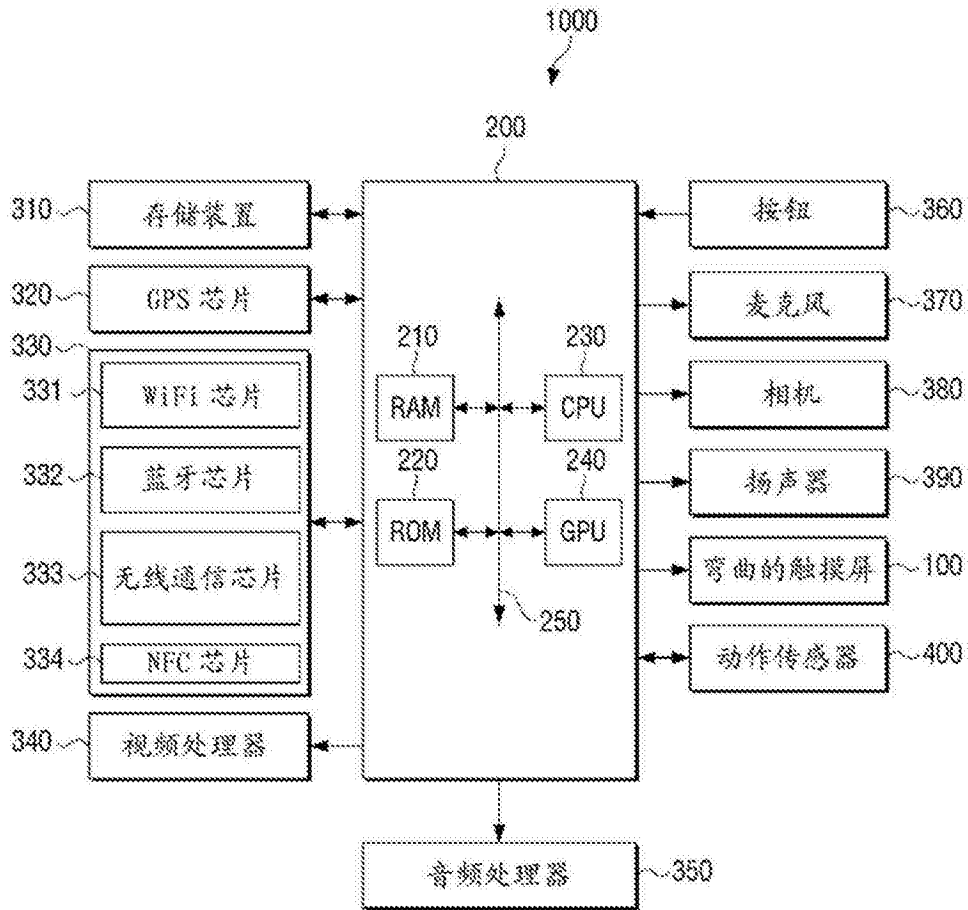 1000
200
310
存储装置
320
GPS 芯片
330
331
WiFi 芯片
332
蓝牙芯片
333
无线通信芯片
334
NFC 芯片
340
视频处理器
210
RAM
230
CPU
220
ROM
240
GPU
250
按钮
360
麦克风
370
相机
380
扬声器
390
弯曲的触摸屏
100
动作传感器
400
音频处理器
350